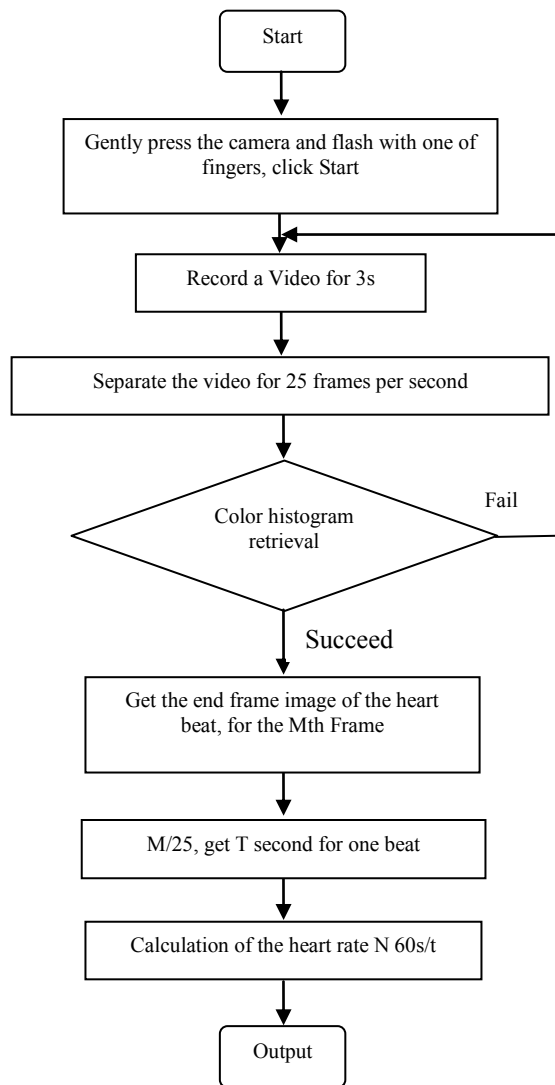 Start
Gently press the camera and flash with one of
fingers, click Start
Record a Video for 3s
Separate the video for 25 frames per second
Color histogram
retrieval
Fail
Succeed
Get the end frame image of the heart
beat, for the Mth Frame
M/25, get T second for one beat
Calculation of the heart rate N 60s/t
Output